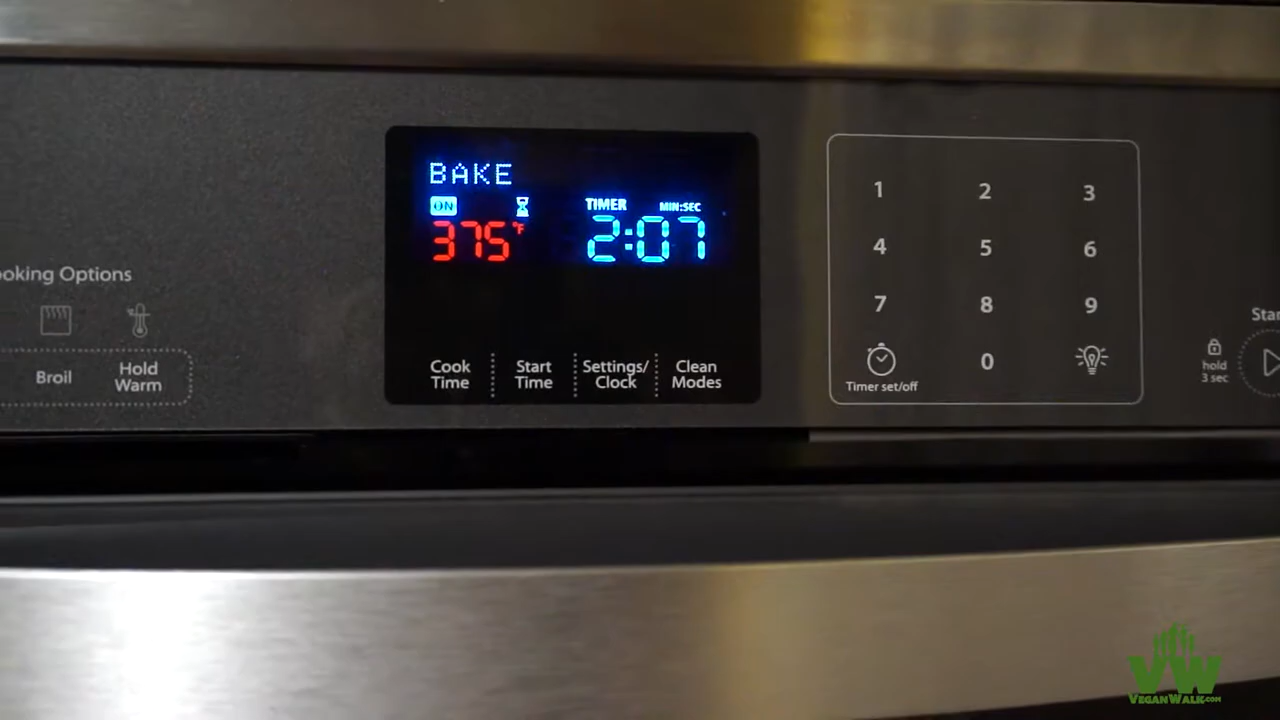 BAKE
ON
TIMER MIN:SEC
375°F 2:07
ooking Options
Broil
Hold
Warm
Cook
Time
Start
Time
Settings/
Clock
Clean
Modes
1 2 3
4 5 6
7 8 9
0
Timer set/off
hold
3 sec
Star
VW
VEGANWALK.COM